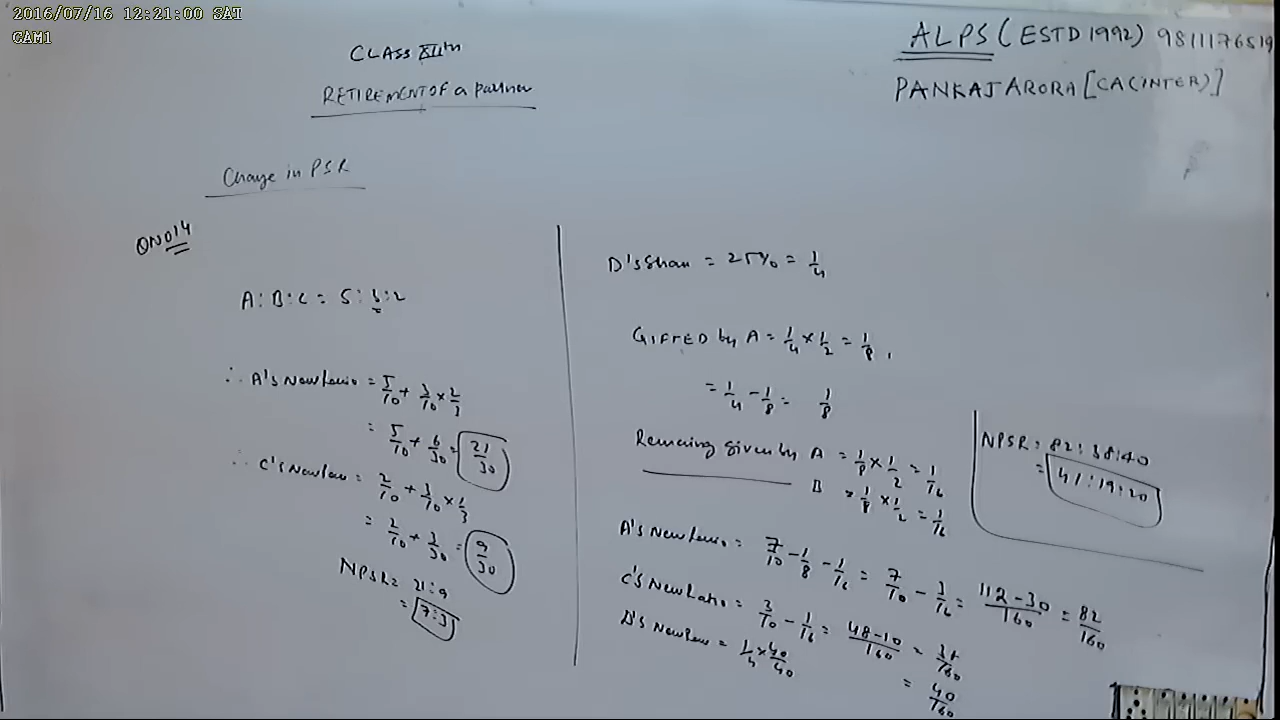 2016/07/16 12:21:00 SAT
CAM1
CLASS XIIth
RETIREMENT OF a partner
ALPS (ESTD 1992) 9811176519
PANKAJ ARORA [CA(INTER)]
Change in PSR
QNO 14
A:B:C = 5:3:2
∴ A's New = 5/10 + 3/10 × 2/3
= 5/10 + 6/30 = 21/30
∴ C's New = 2/10 + 3/10 × 1/3
= 2/10 + 3/30 = 9/30
NPSR = 21:9
= 7:3
D's Share = 25% = 1/4
GIFTED by A = 1/4 × 1/2 = 1/8
= 1/4 - 1/8 = 1/8
Remaining given by A = 1/8 × 1/2 = 1/16
B = 1/8 × 1/2 = 1/16
A's New Ratio = 7/10 - 1/8 - 1/16 = 7/10 - 3/16 = 112-30/160 = 82/160
C's New Ratio = 3/10 - 1/16 = 48-10/160 = 38/160
D's New = 1/4 × 40/40
= 40/160
NPSR = 82:38:40
= 41:19:20